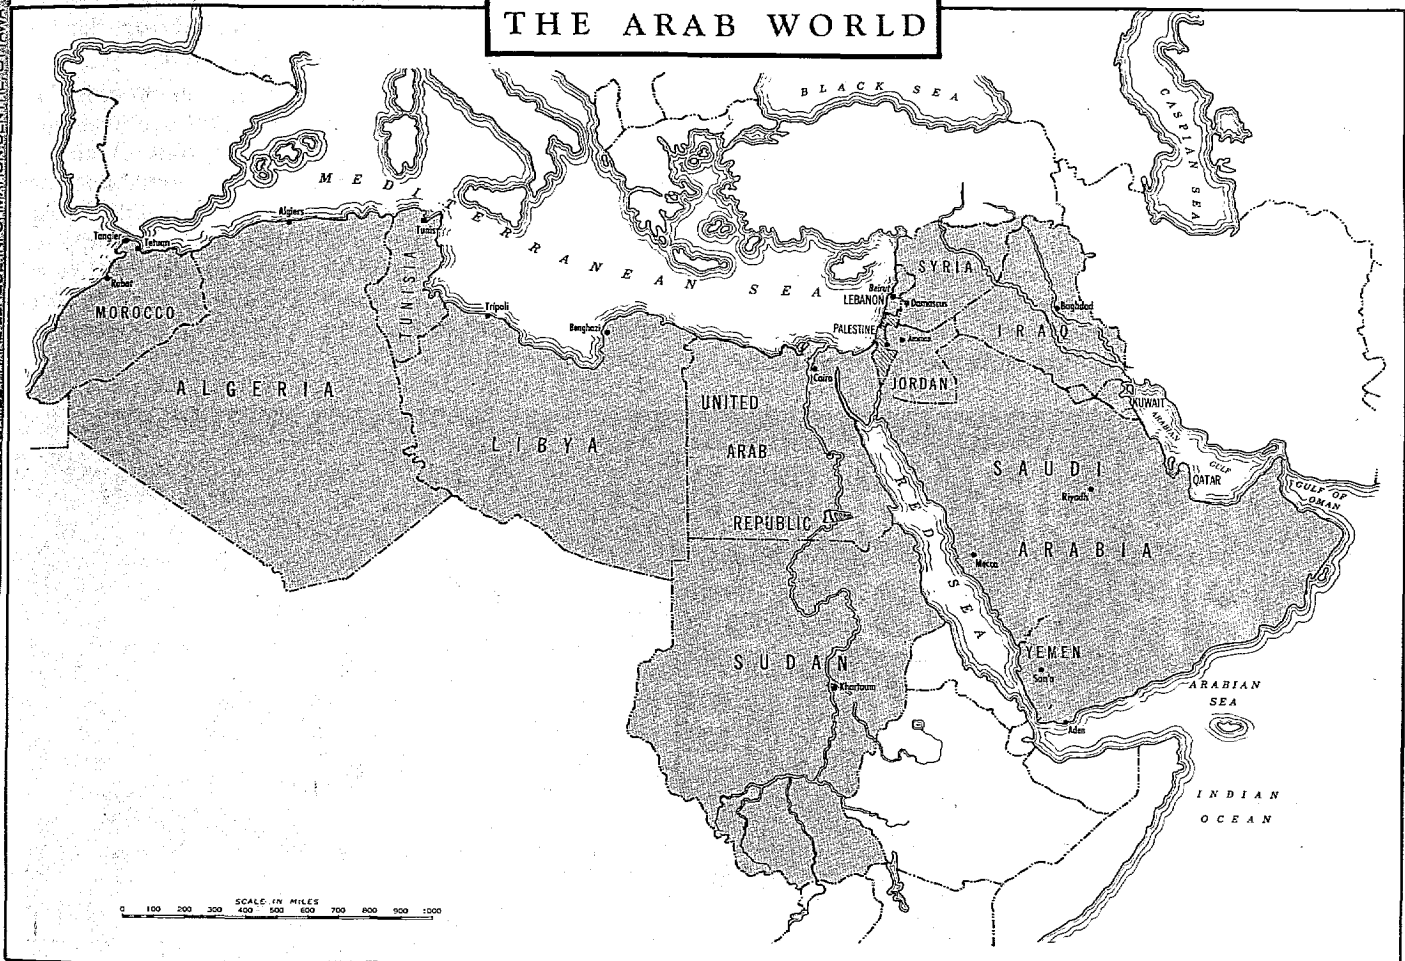 THE ARAB WORLD
BLACK SEA
CASPIAN SEA
MEDITERRANEAN SEA
Algiers
Tunis
Tangier
Tetuan
Rabat
MOROCCO
TUNISIA
Tripoli
Benghazi
SYRIA
Beirut
LEBANON
Damascus
Baghdad
PALESTINE
Amman
IRAQ
Cairo
JORDAN
ALGERIA
LIBYA
UNITED
ARAB
REPUBLIC
KUWAIT
ARABIAN
GULF
QATAR
GULF OF
OMAN
SAUDI
Riyadh
ARABIA
RED SEA
Mecca
SUDAN
Khartoum
YEMEN
San'a
Aden
ARABIAN
SEA
INDIAN
OCEAN
SCALE IN MILES
0 100 200 300 400 500 600 700 800 900 1000